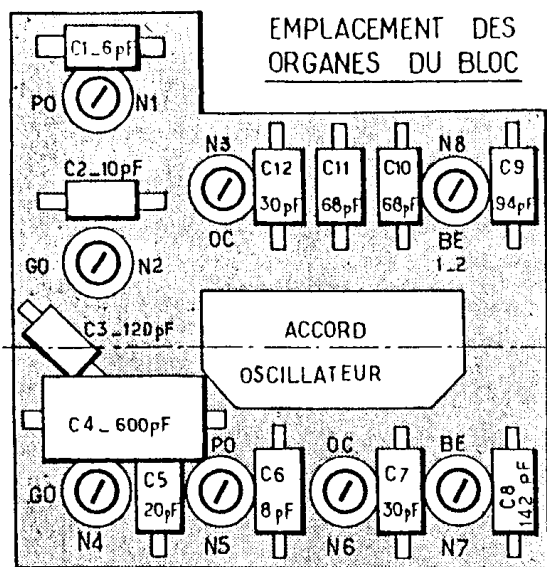 EMPLACEMENT DES
ORGANES DU BLOC
C1_6pF
PO N1
C2_10pF
GO N2
N3
OC
C12
30pF
C11
68pF
C10
68pF
N8
BE
1_2
C9
94pF
C3_120pF
ACCORD
OSCILLATEUR
C4_600pF
GO
N4
C5
20pF
PO
N5
C6
8pF
OC
N6
C7
30pF
BE
N7
C8
142 pF